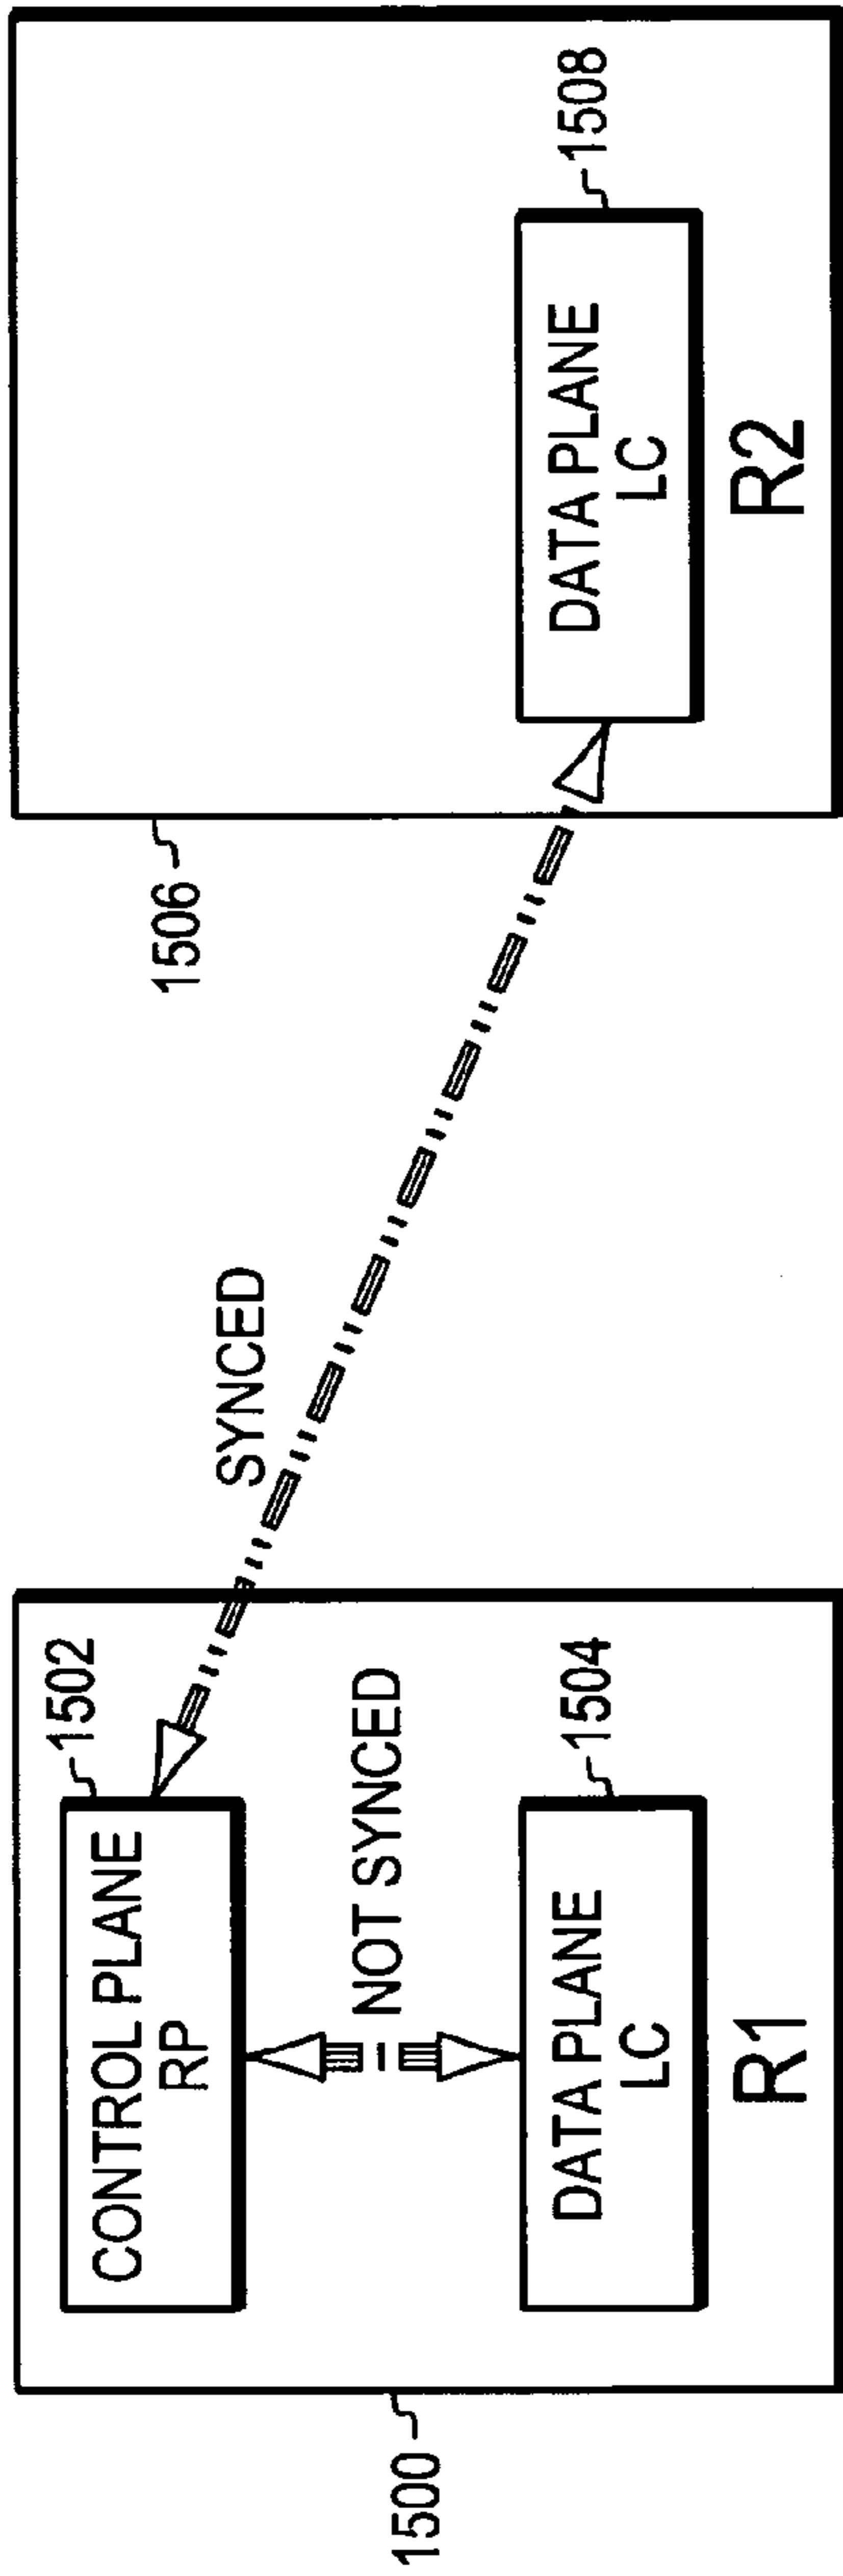 1500
CONTROL PLANE
RP
1502
NOT SYNCED
DATA PLANE
LC
1504
R1
SYNCED
1506
DATA PLANE
LC
1508
R2